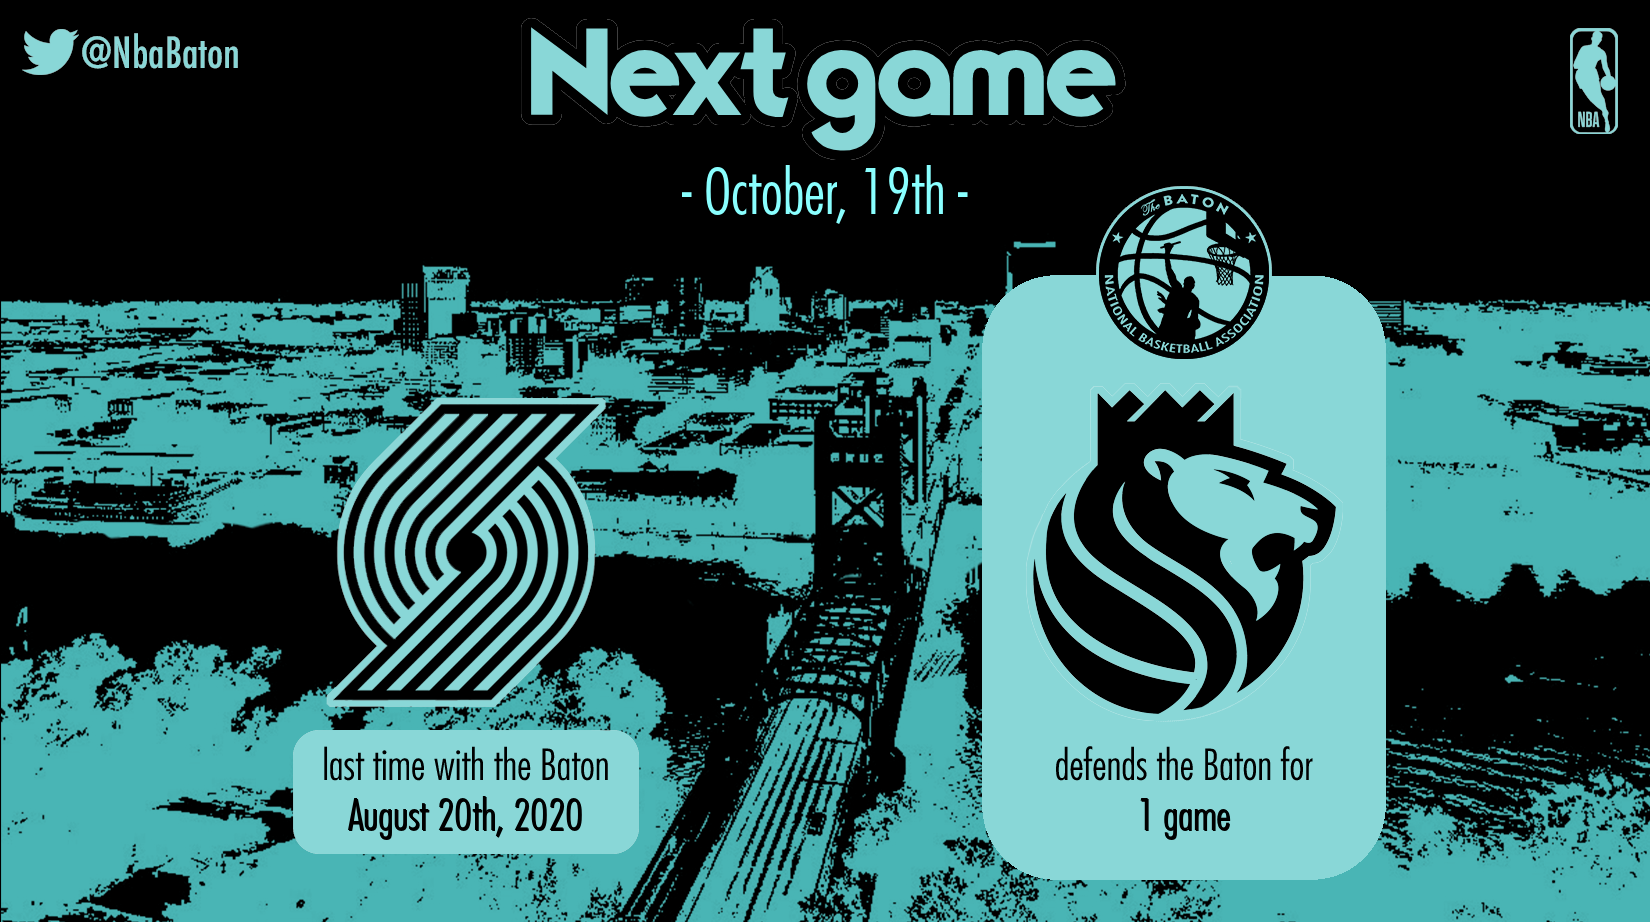 @NbaBaton
Next game
NBA
- October, 19th -
The BATON
NATIONAL BASKETBALL ASSOCIATION
last time with the Baton
August 20th, 2020
defends the Baton for
1 game